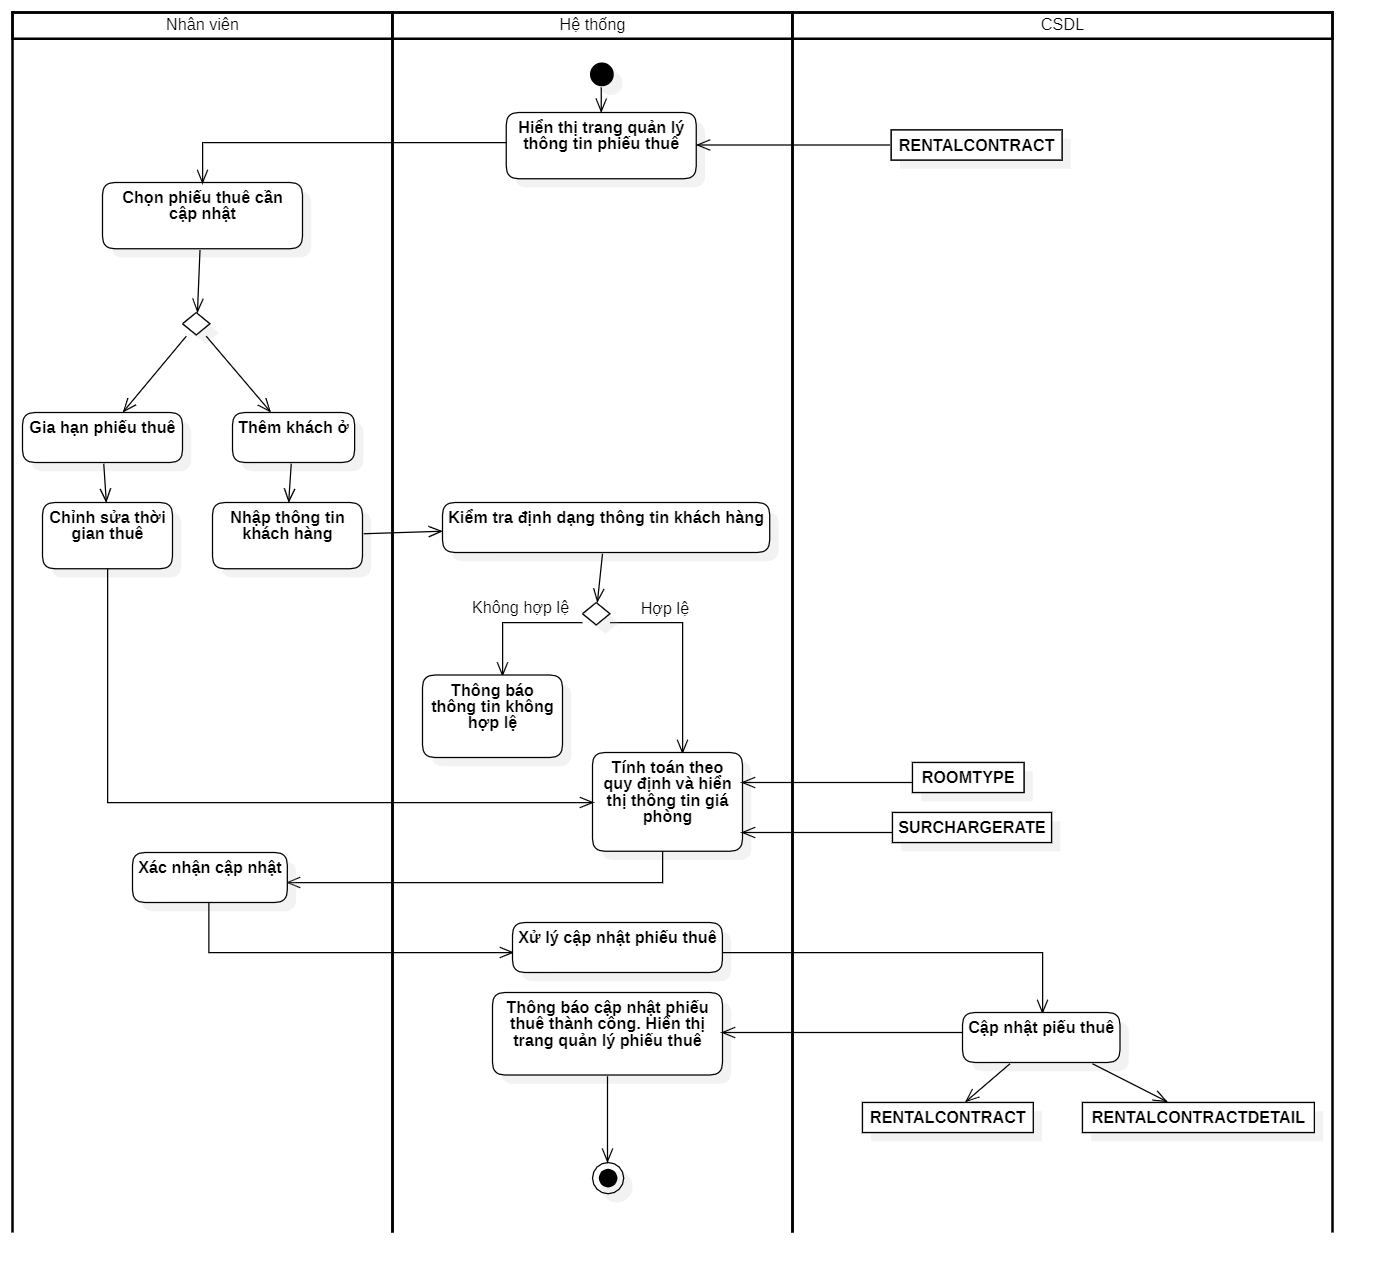 Nhân viên
Hệ thống
CSDL
Hiển thị trang quản lý
thông tin phiếu thuê
RENTALCONTRACT
Chọn phiếu thuê cần
cập nhật
Gia hạn phiếu thuê
Thêm khách ở
Chỉnh sửa thời
gian thuê
Nhập thông tin
khách hàng
Kiểm tra định dạng thông tin khách hàng
Không hợp lệ
Hợp lệ
Thông báo
thông tin không
hợp lệ
Tính toán theo
quy định và hiển
thị thông tin giá
phòng
ROOMTYPE
SURCHARGERATE
Xác nhận cập nhật
Xử lý cập nhật phiếu thuê
Thông báo cập nhật phiếu
thuê thành công. Hiển thị
trang quản lý phiếu thuê
Cập nhật piếu thuê
RENTALCONTRACT
RENTALCONTRACTDETAIL